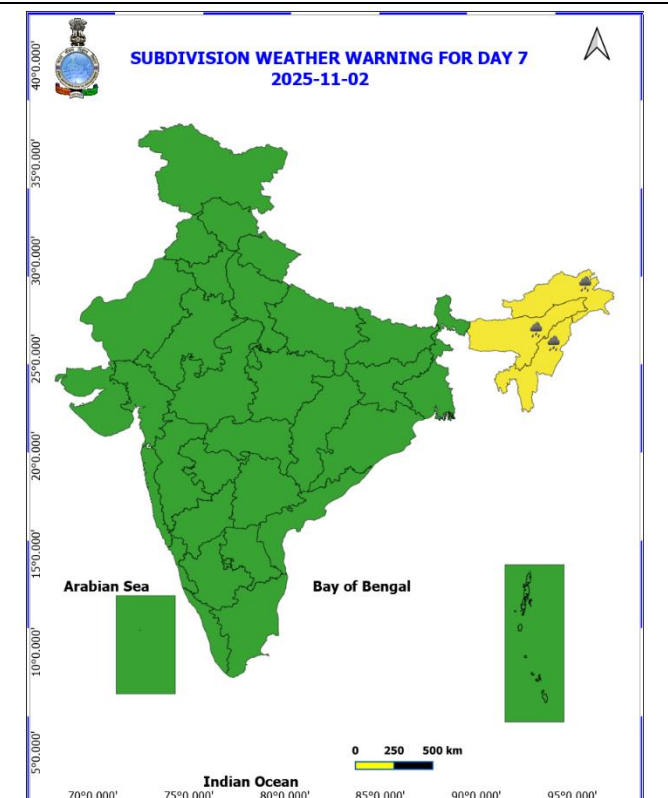 SUBDIVISION WEATHER WARNING FOR DAY 7
2025-11-02
40°0.000'
35°0.000'
30°0.000'
25°0.000'
20°0.000'
15°0.000'
Arabian Sea
Bay of Bengal
10°0.000'
5°0.000'
0 250 500 km
Indian Ocean
70°0.000' 75°0.000' 80°0.000' 85°0.000' 90°0.000' 95°0.000'